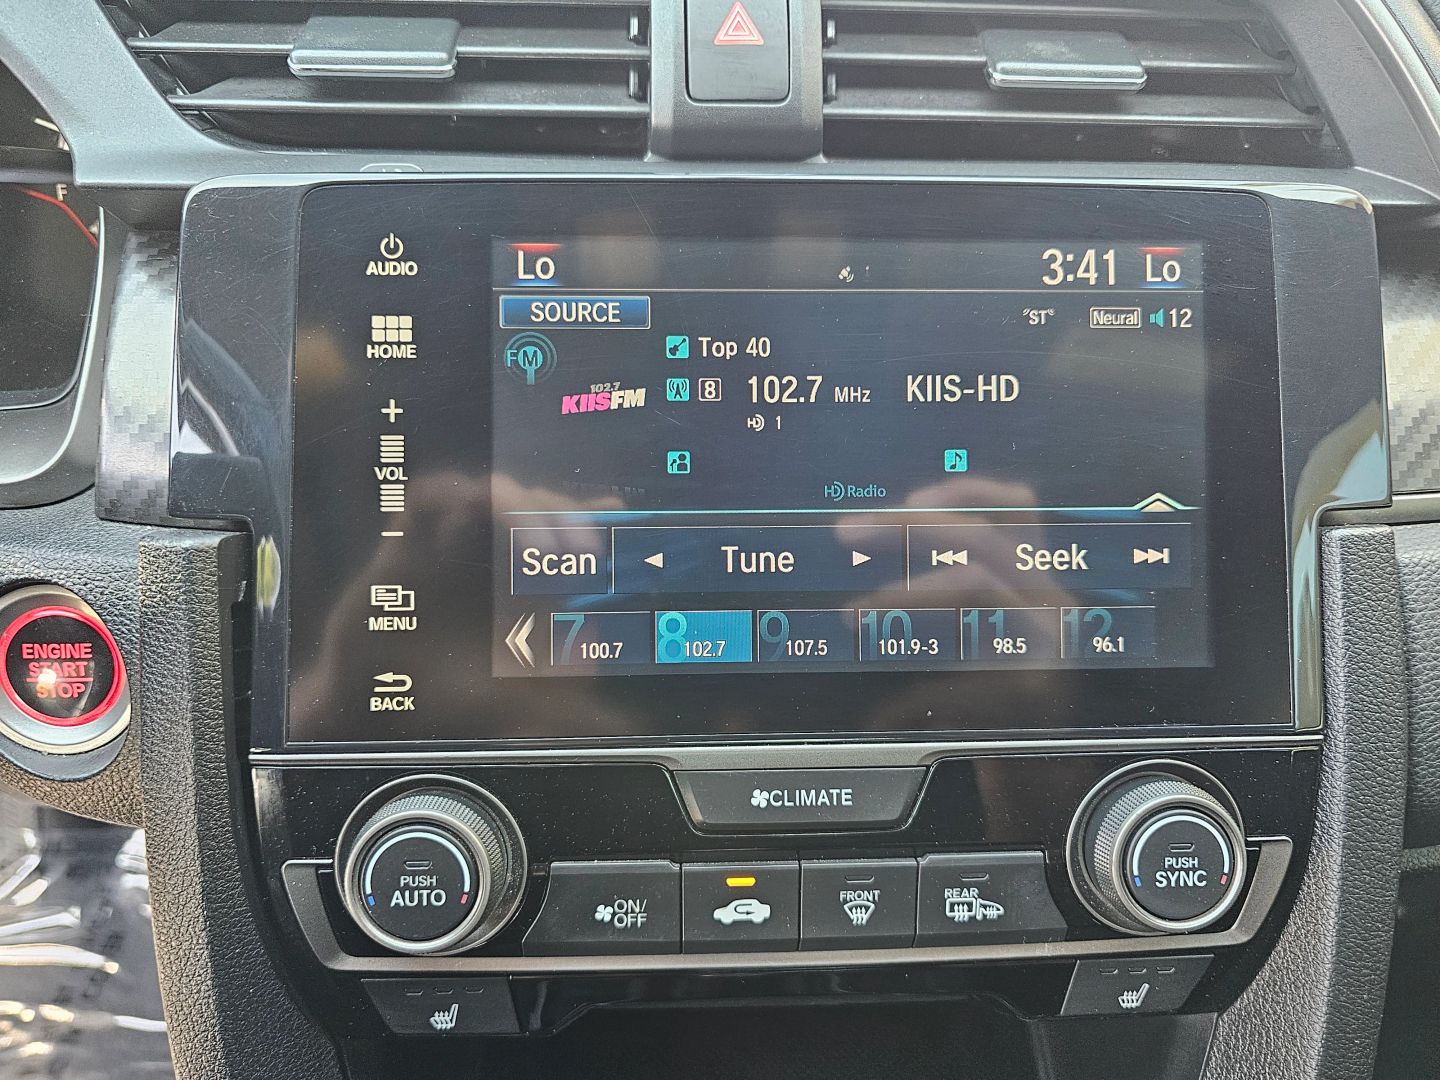 F
AUDIO
HOME
+
VOL
−
MENU
BACK
Lo
3:41
Lo
SOURCE
"ST"
Neural
12
FM
Top 40
102.7
KIISFM
8
102.7 MHz
KIIS-HD
HD 1
HD Radio
Scan
Tune
Seek
7 100.7
8 102.7
9 107.5
10 101.9-3
11 98.5
12 96.1
ENGINE
START
STOP
CLIMATE
PUSH
AUTO
ON/
OFF
FRONT
REAR
PUSH
SYNC